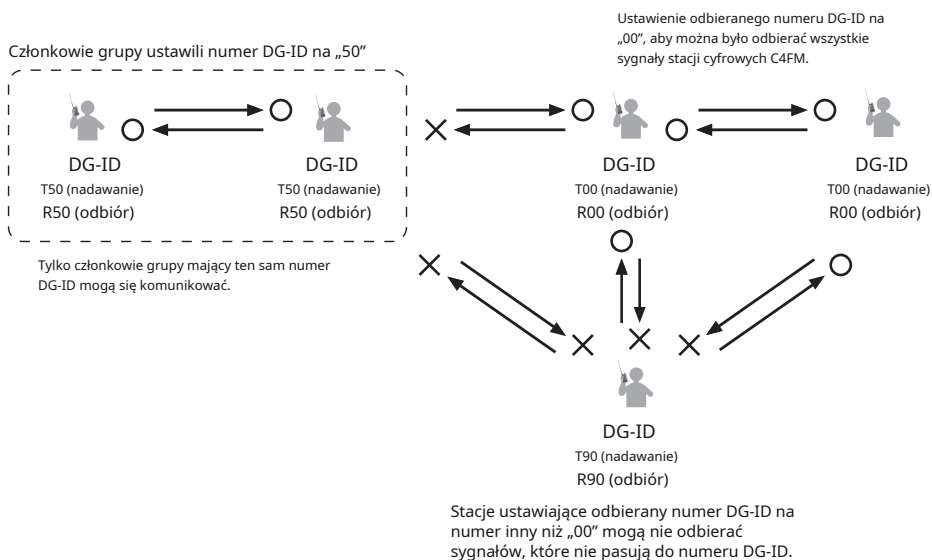 Ustawienie odbieranego numeru DG-ID na
„00”, aby można było odbierać wszystkie
sygnały stacji cyfrowych C4FM.
Członkowie grupy ustawili numer DG-ID na „50”
DG-ID
T50 (nadawanie)
R50 (odbiór)
DG-ID
T50 (nadawanie)
R50 (odbiór)
DG-ID
T00 (nadawanie)
R00 (odbiór)
DG-ID
T00 (nadawanie)
R00 (odbiór)
Tylko członkowie grupy mający ten sam numer
DG-ID mogą się komunikować.
DG-ID
T90 (nadawanie)
R90 (odbiór)
Stacje ustawiające odbierany numer DG-ID na
numer inny niż „00” mogą nie odbierać
sygnałów, które nie pasują do numeru DG-ID.